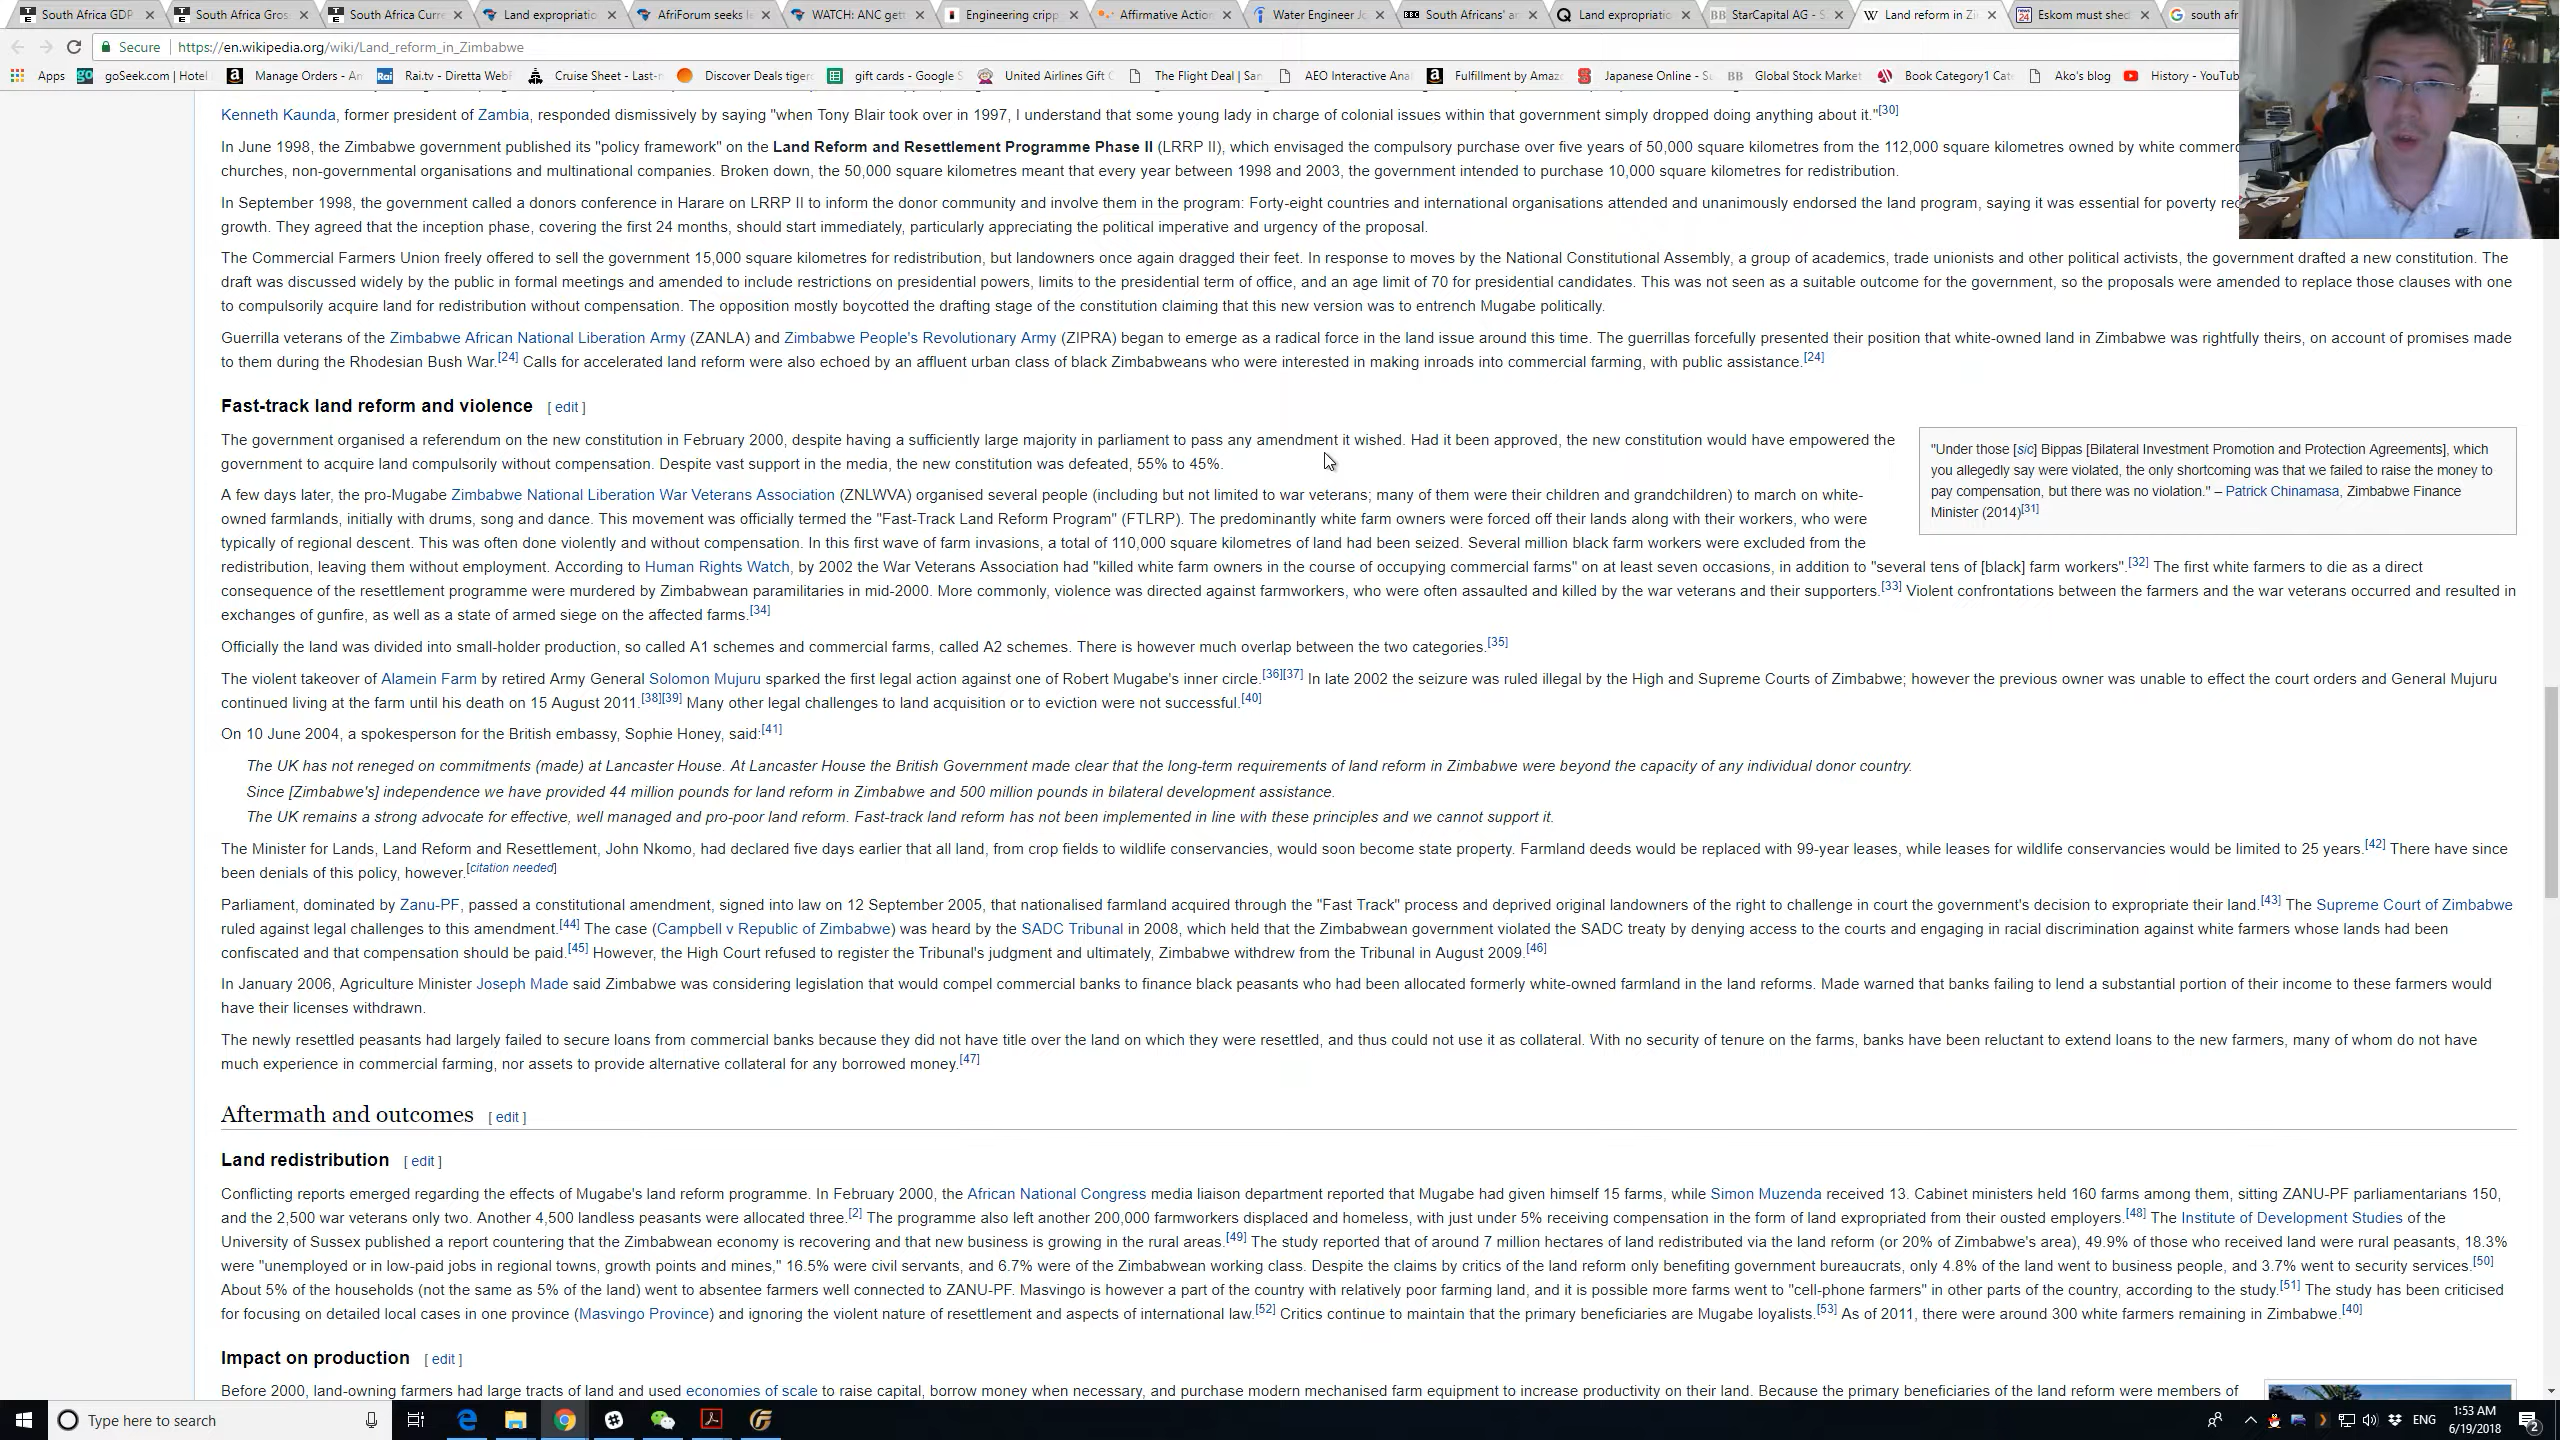 South Africa GDP
South Africa Gros
South Africa Curr
Land expropriatio
AfriForum seeks le
WATCH: ANC gett
Engineering cripp
Affirmative Action
Water Engineer Jo
South Africans' a
Land expropriatio
StarCapital AG - S
Land reform in Zi
Eskom must shed
south afr
Secure | https://en.wikipedia.org/wiki/Land_reform_in_Zimbabwe
Apps
goSeek.com | Hotel
Manage Orders - An
Rai.tv - Diretta Web
Cruise Sheet - Last-m
Discover Deals tiger
gift cards - Google S
United Airlines Gift C
The Flight Deal | San
AEO Interactive Ana
Fulfillment by Amaz
Japanese Online - Su
Global Stock Market
Book Category1 Cat
Ako's blog
History - YouTub
Kenneth Kaunda, former president of Zambia, responded dismissively by saying "when Tony Blair took over in 1997, I understand that some young lady in charge of colonial issues within that government simply dropped doing anything about it."[30]
In June 1998, the Zimbabwe government published its "policy framework" on the Land Reform and Resettlement Programme Phase II (LRRP II), which envisaged the compulsory purchase over five years of 50,000 square kilometres from the 112,000 square kilometres owned by white commerc
churches, non-governmental organisations and multinational companies. Broken down, the 50,000 square kilometres meant that every year between 1998 and 2003, the government intended to purchase 10,000 square kilometres for redistribution.
In September 1998, the government called a donors conference in Harare on LRRP II to inform the donor community and involve them in the program: Forty-eight countries and international organisations attended and unanimously endorsed the land program, saying it was essential for poverty re
growth. They agreed that the inception phase, covering the first 24 months, should start immediately, particularly appreciating the political imperative and urgency of the proposal.
The Commercial Farmers Union freely offered to sell the government 15,000 square kilometres for redistribution, but landowners once again dragged their feet. In response to moves by the National Constitutional Assembly, a group of academics, trade unionists and other political activists, the government drafted a new constitution. The
draft was discussed widely by the public in formal meetings and amended to include restrictions on presidential powers, limits to the presidential term of office, and an age limit of 70 for presidential candidates. This was not seen as a suitable outcome for the government, so the proposals were amended to replace those clauses with one
to compulsorily acquire land for redistribution without compensation. The opposition mostly boycotted the drafting stage of the constitution claiming that this new version was to entrench Mugabe politically.
Guerrilla veterans of the Zimbabwe African National Liberation Army (ZANLA) and Zimbabwe People's Revolutionary Army (ZIPRA) began to emerge as a radical force in the land issue around this time. The guerrillas forcefully presented their position that white-owned land in Zimbabwe was rightfully theirs, on account of promises made
to them during the Rhodesian Bush War.[24] Calls for accelerated land reform were also echoed by an affluent urban class of black Zimbabweans who were interested in making inroads into commercial farming, with public assistance.[24]
Fast-track land reform and violence [ edit ]
The government organised a referendum on the new constitution in February 2000, despite having a sufficiently large majority in parliament to pass any amendment it wished. Had it been approved, the new constitution would have empowered the
government to acquire land compulsorily without compensation. Despite vast support in the media, the new constitution was defeated, 55% to 45%.
"Under those [sic] Bippas [Bilateral Investment Promotion and Protection Agreements], which
you allegedly say were violated, the only shortcoming was that we failed to raise the money to
pay compensation, but there was no violation." – Patrick Chinamasa, Zimbabwe Finance
Minister (2014)[31]
A few days later, the pro-Mugabe Zimbabwe National Liberation War Veterans Association (ZNLWVA) organised several people (including but not limited to war veterans; many of them were their children and grandchildren) to march on white-
owned farmlands, initially with drums, song and dance. This movement was officially termed the "Fast-Track Land Reform Program" (FTLRP). The predominantly white farm owners were forced off their lands along with their workers, who were
typically of regional descent. This was often done violently and without compensation. In this first wave of farm invasions, a total of 110,000 square kilometres of land had been seized. Several million black farm workers were excluded from the
redistribution, leaving them without employment. According to Human Rights Watch, by 2002 the War Veterans Association had "killed white farm owners in the course of occupying commercial farms" on at least seven occasions, in addition to "several tens of [black] farm workers".[32] The first white farmers to die as a direct
consequence of the resettlement programme were murdered by Zimbabwean paramilitaries in mid-2000. More commonly, violence was directed against farmworkers, who were often assaulted and killed by the war veterans and their supporters.[33] Violent confrontations between the farmers and the war veterans occurred and resulted in
exchanges of gunfire, as well as a state of armed siege on the affected farms.[34]
Officially the land was divided into small-holder production, so called A1 schemes and commercial farms, called A2 schemes. There is however much overlap between the two categories.[35]
The violent takeover of Alamein Farm by retired Army General Solomon Mujuru sparked the first legal action against one of Robert Mugabe's inner circle.[36][37] In late 2002 the seizure was ruled illegal by the High and Supreme Courts of Zimbabwe; however the previous owner was unable to effect the court orders and General Mujuru
continued living at the farm until his death on 15 August 2011.[38][39] Many other legal challenges to land acquisition or to eviction were not successful.[40]
On 10 June 2004, a spokesperson for the British embassy, Sophie Honey, said:[41]
The UK has not reneged on commitments (made) at Lancaster House. At Lancaster House the British Government made clear that the long-term requirements of land reform in Zimbabwe were beyond the capacity of any individual donor country.
Since [Zimbabwe's] independence we have provided 44 million pounds for land reform in Zimbabwe and 500 million pounds in bilateral development assistance.
The UK remains a strong advocate for effective, well managed and pro-poor land reform. Fast-track land reform has not been implemented in line with these principles and we cannot support it.
The Minister for Lands, Land Reform and Resettlement, John Nkomo, had declared five days earlier that all land, from crop fields to wildlife conservancies, would soon become state property. Farmland deeds would be replaced with 99-year leases, while leases for wildlife conservancies would be limited to 25 years.[42] There have since
been denials of this policy, however.[citation needed]
Parliament, dominated by Zanu-PF, passed a constitutional amendment, signed into law on 12 September 2005, that nationalised farmland acquired through the "Fast Track" process and deprived original landowners of the right to challenge in court the government's decision to expropriate their land.[43] The Supreme Court of Zimbabwe
ruled against legal challenges to this amendment.[44] The case (Campbell v Republic of Zimbabwe) was heard by the SADC Tribunal in 2008, which held that the Zimbabwean government violated the SADC treaty by denying access to the courts and engaging in racial discrimination against white farmers whose lands had been
confiscated and that compensation should be paid.[45] However, the High Court refused to register the Tribunal's judgment and ultimately, Zimbabwe withdrew from the Tribunal in August 2009.[46]
In January 2006, Agriculture Minister Joseph Made said Zimbabwe was considering legislation that would compel commercial banks to finance black peasants who had been allocated formerly white-owned farmland in the land reforms. Made warned that banks failing to lend a substantial portion of their income to these farmers would
have their licenses withdrawn.
The newly resettled peasants had largely failed to secure loans from commercial banks because they did not have title over the land on which they were resettled, and thus could not use it as collateral. With no security of tenure on the farms, banks have been reluctant to extend loans to the new farmers, many of whom do not have
much experience in commercial farming, nor assets to provide alternative collateral for any borrowed money.[47]
Aftermath and outcomes [ edit ]
Land redistribution [ edit ]
Conflicting reports emerged regarding the effects of Mugabe's land reform programme. In February 2000, the African National Congress media liaison department reported that Mugabe had given himself 15 farms, while Simon Muzenda received 13. Cabinet ministers held 160 farms among them, sitting ZANU-PF parliamentarians 150,
and the 2,500 war veterans only two. Another 4,500 landless peasants were allocated three.[2] The programme also left another 200,000 farmworkers displaced and homeless, with just under 5% receiving compensation in the form of land expropriated from their ousted employers.[48] The Institute of Development Studies of the
University of Sussex published a report countering that the Zimbabwean economy is recovering and that new business is growing in the rural areas.[49] The study reported that of around 7 million hectares of land redistributed via the land reform (or 20% of Zimbabwe's area), 49.9% of those who received land were rural peasants, 18.3%
were "unemployed or in low-paid jobs in regional towns, growth points and mines," 16.5% were civil servants, and 6.7% were of the Zimbabwean working class. Despite the claims by critics of the land reform only benefiting government bureaucrats, only 4.8% of the land went to business people, and 3.7% went to security services.[50]
About 5% of the households (not the same as 5% of the land) went to absentee farmers well connected to ZANU-PF. Masvingo is however a part of the country with relatively poor farming land, and it is possible more farms went to "cell-phone farmers" in other parts of the country, according to the study.[51] The study has been criticised
for focusing on detailed local cases in one province (Masvingo Province) and ignoring the violent nature of resettlement and aspects of international law.[52] Critics continue to maintain that the primary beneficiaries are Mugabe loyalists.[53] As of 2011, there were around 300 white farmers remaining in Zimbabwe.[40]
Impact on production [ edit ]
Before 2000, land-owning farmers had large tracts of land and used economies of scale to raise capital, borrow money when necessary, and purchase modern mechanised farm equipment to increase productivity on their land. Because the primary beneficiaries of the land reform were members of
Type here to search
ENG
1:53 AM
6/19/2018
2